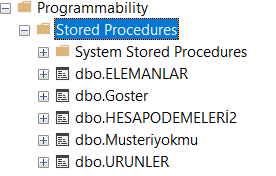 Programmability
Stored Procedures
System Stored Procedures
dbo.ELEMANLAR
dbo.Goster
dbo.HESAPODEMELERİ2
dbo.Musteriyokmu
dbo.URUNLER